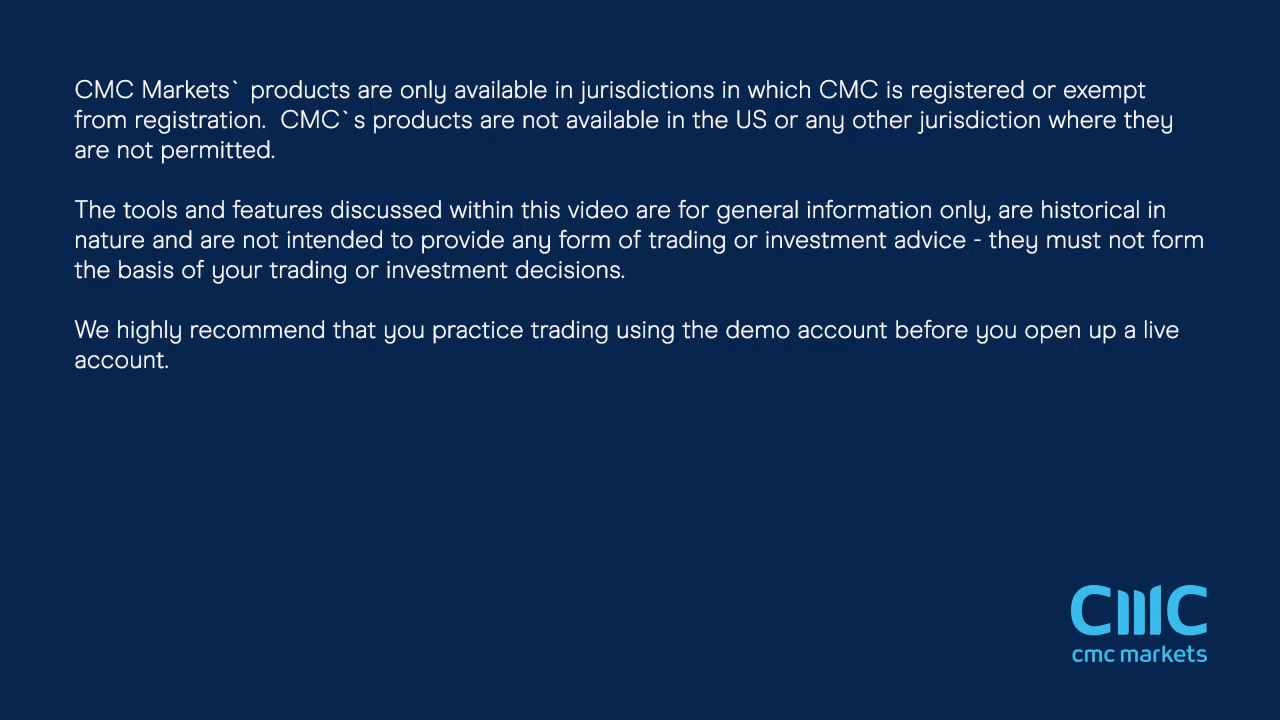 CMC Markets` products are only available in jurisdictions in which CMC is registered or exempt
from registration.  CMC`s products are not available in the US or any other jurisdiction where they
are not permitted.
The tools and features discussed within this video are for general information only, are historical in
nature and are not intended to provide any form of trading or investment advice - they must not form
the basis of your trading or investment decisions.
We highly recommend that you practice trading using the demo account before you open up a live
account.
CMC
cmc markets